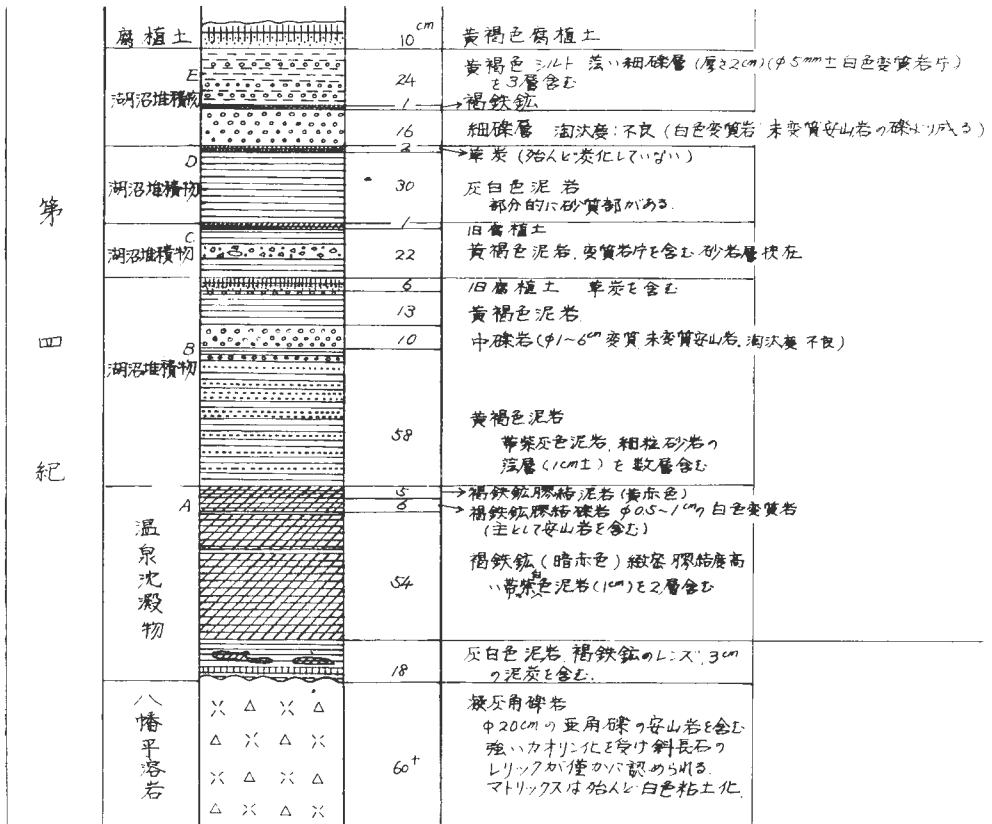 第四紀
腐植土
10 cm
黄褐色腐植土
E
湖沼堆積物
24
黄褐色シルト 薄い細礫層(厚さ2cm)(φ5mm±白色変質岩片)
を3層含む
1
褐鉄鉱
16
細礫層 淘汰度:不良(白色変質岩 未変質安山岩の礫より成る)
2
草炭(殆んど炭化していない)
D
湖沼堆積物
30
灰白色泥岩
部分的に砂質部がある.
1
旧腐植土
C
湖沼堆積物
22
黄褐色泥岩,変質岩片を含む砂岩層挟在
6
旧腐植土 草炭を含む
13
黄褐色泥岩
10
中礫岩(φ1~6cm変質,未変質安山岩,淘汰度不良)
B
湖沼堆積物
58
黄褐色泥岩
帯紫灰色泥岩,細粒砂岩の
薄層(1cm±)を数層含む
5
褐鉄鉱膠結泥岩(黄赤色)
A
6
褐鉄鉱膠結礫岩 φ0.5~1cmの白色変質岩
(主として安山岩を含む)
温泉沈澱物
54
褐鉄鉱(暗赤色)緻密 膠結度高
い帯紫白色泥岩(1cm)を2層含む
18
灰白色泥岩,褐鉄鉱のレンズ,3cm
の泥炭を含む.
八幡平溶岩
60+
凝灰角礫岩
φ20cmの亜角礫の安山岩を含む
強いカオリン化を受け斜長石の
レリックが僅かに認められる.
マトリックスは殆んど白色粘土化.